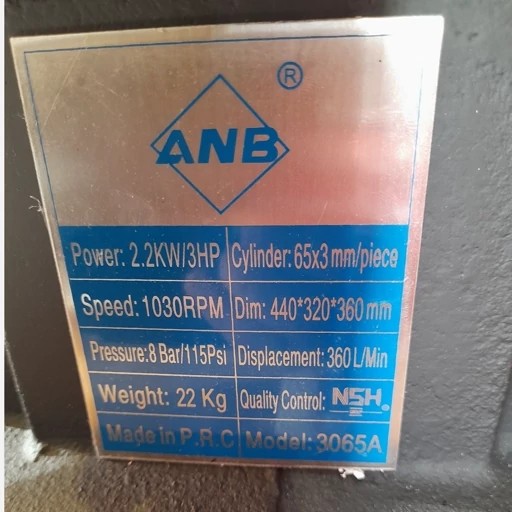 ®
ANB
Power: 2.2KW/3HP Cylinder: 65x3 mm/piece
Speed: 1030RPM Dim: 440*320*360 mm
Pressure:8 Bar/115Psi Displacement: 360 L/Min
Weight: 22 Kg Quality Control: NSH ®
Made in P.R.C Model: 3065A